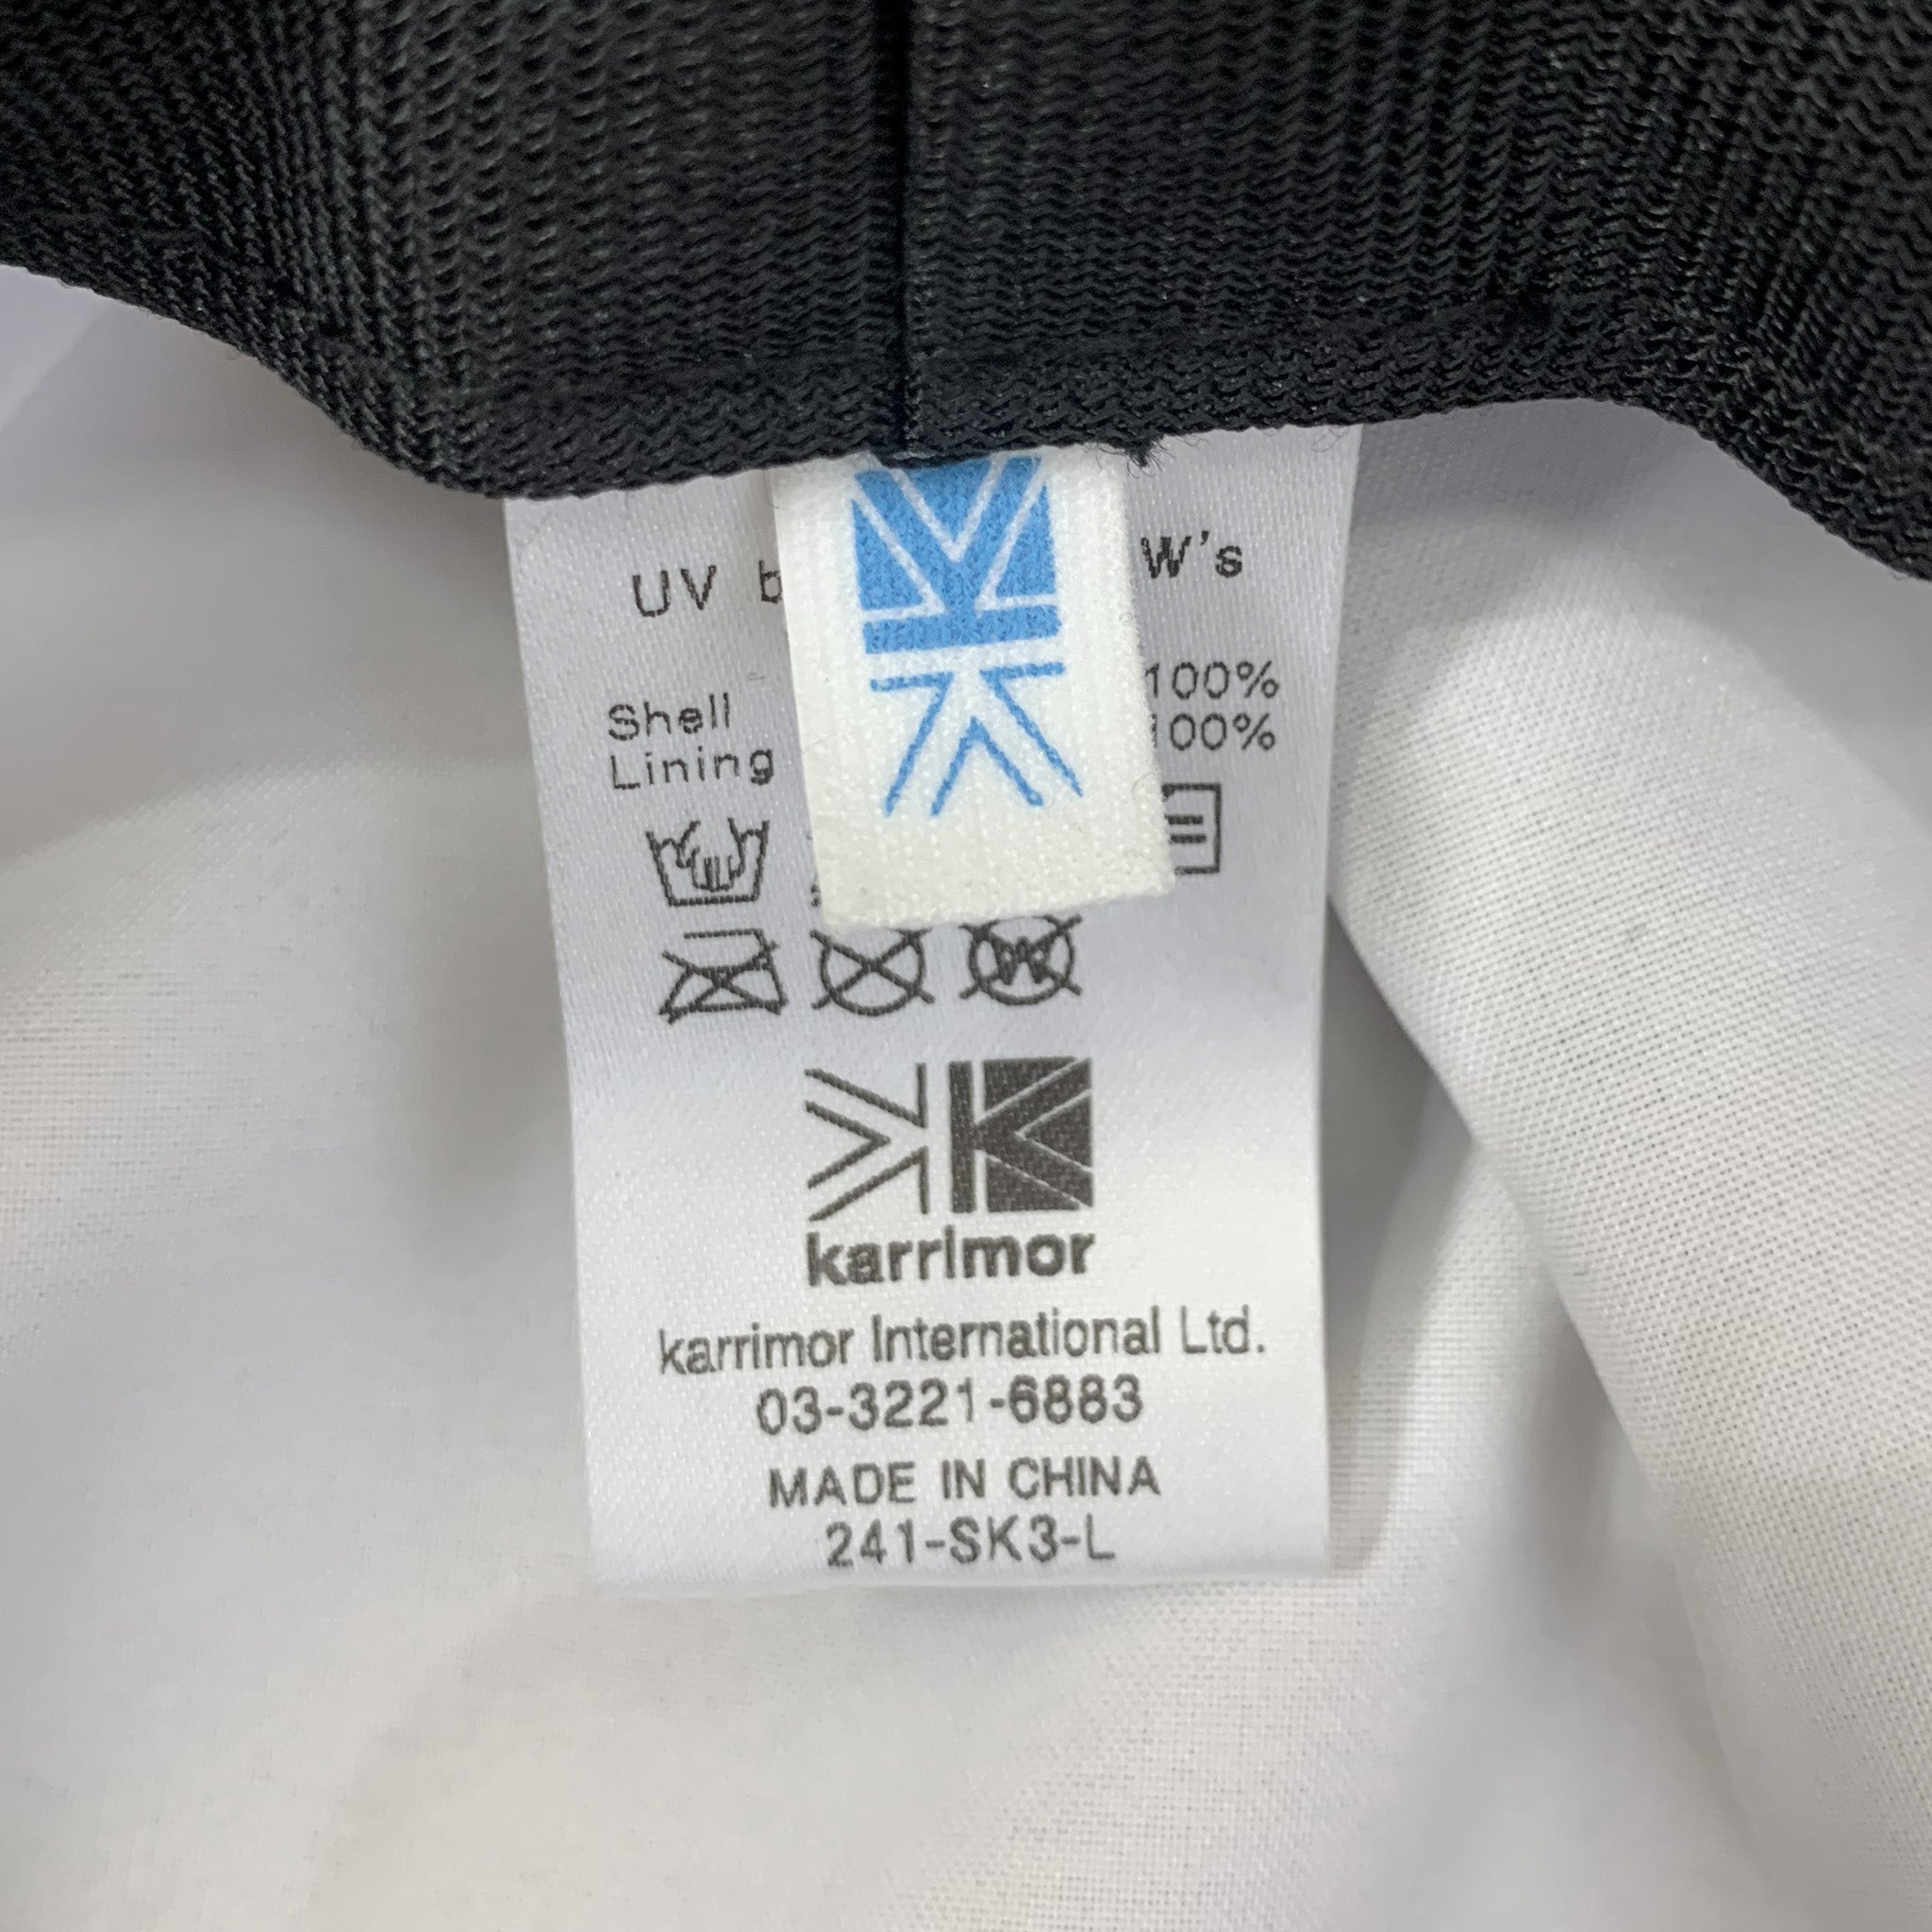 UV W's
Shell 100%
Lining 100%
karrimor
karrimor International Ltd.
03-3221-6883
MADE IN CHINA
241-SK3-L